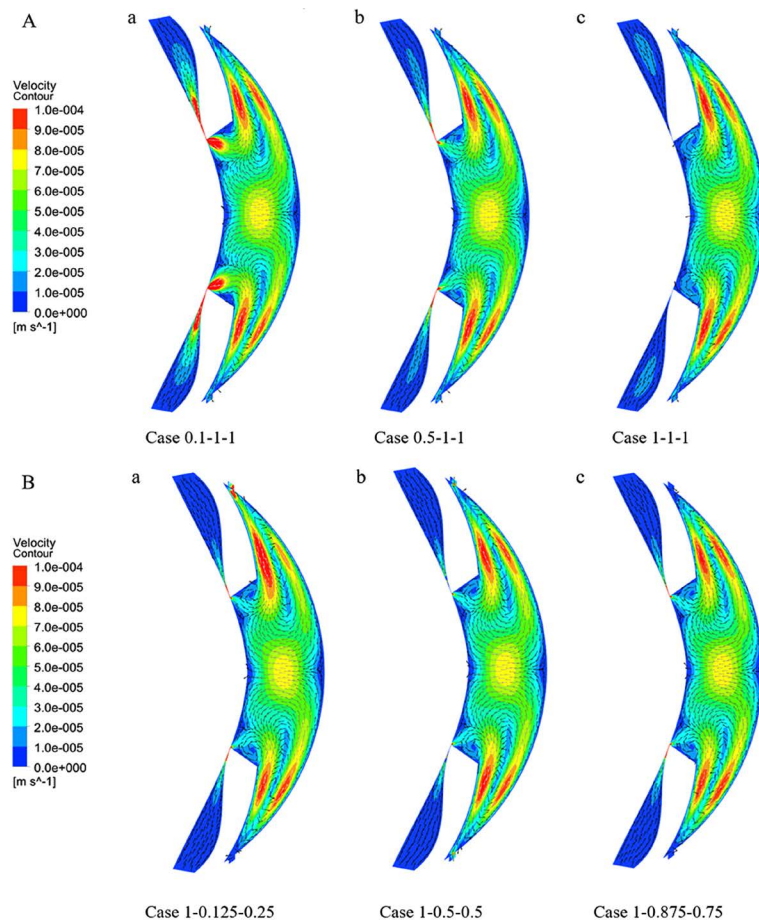 A
a
b
c
Velocity
Contour
1.0e-004
9.0e-005
8.0e-005
7.0e-005
6.0e-005
5.0e-005
4.0e-005
3.0e-005
2.0e-005
1.0e-005
0.0e+000
[m s^-1]
Case 0.1-1-1
Case 0.5-1-1
Case 1-1-1
B
a
b
c
Velocity
Contour
1.0e-004
9.0e-005
8.0e-005
7.0e-005
6.0e-005
5.0e-005
4.0e-005
3.0e-005
2.0e-005
1.0e-005
0.0e+000
[m s^-1]
Case 1-0.125-0.25
Case 1-0.5-0.5
Case 1-0.875-0.75